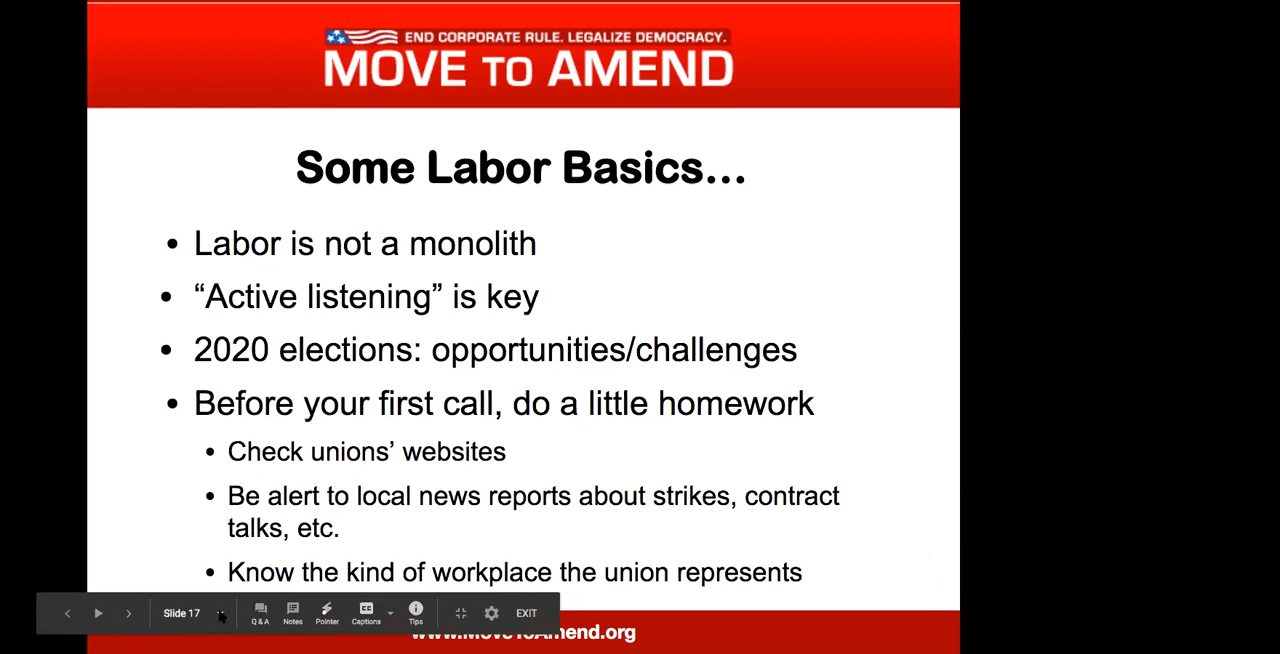 END CORPORATE RULE. LEGALIZE DEMOCRACY.
MOVE TO AMEND
Some Labor Basics...
• Labor is not a monolith
• “Active listening” is key
• 2020 elections: opportunities/challenges
• Before your first call, do a little homework
• Check unions’ websites
• Be alert to local news reports about strikes, contract
talks, etc.
• Know the kind of workplace the union represents
Slide 17
Q & A
Notes
Pointer
CC
Captions
Tips
EXIT
www.MoveToAmend.org